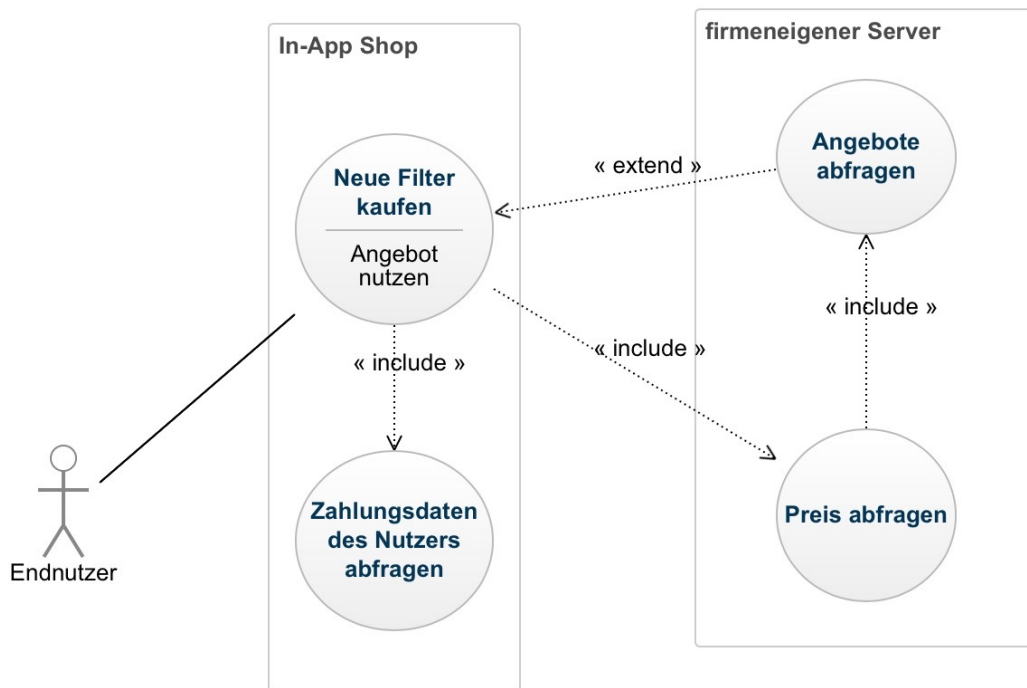 In-App Shop
firmeneigener Server
Neue Filter
kaufen
Angebot
nutzen
« extend »
Angebote
abfragen
« include »
« include »
« include »
Zahlungsdaten
des Nutzers
abfragen
Preis abfragen
Endnutzer